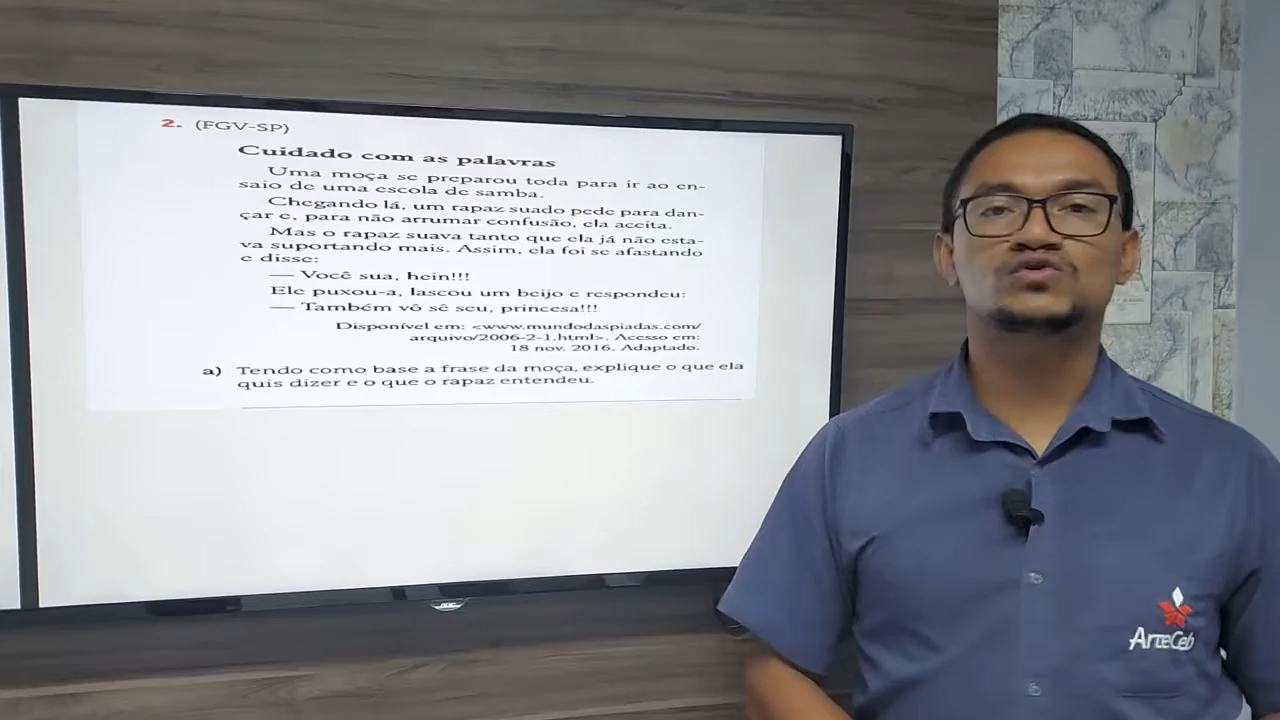 2. (FGV-SP)
Cuidado com as palavras
Uma moça se preparou toda para ir ao en-
saio de uma escola de samba.
Chegando lá, um rapaz suado pede para dan-
çar e, para não arrumar confusão, ela aceita.
Mas o rapaz suava tanto que ela já não esta-
va suportando mais. Assim, ela foi se afastando
e disse:
— Você sua, hein!!!
Ele puxou-a, lascou um beijo e respondeu:
— Também vô sê seu, princesa!!!
Disponível em: <www.mundodaspiadas.com/
arquivo/2006-2-1.html>. Acesso em:
18 nov. 2016. Adaptado.
a) Tendo como base a frase da moça, explique o que ela
quis dizer e o que o rapaz entendeu.
AOC
ArteCeb